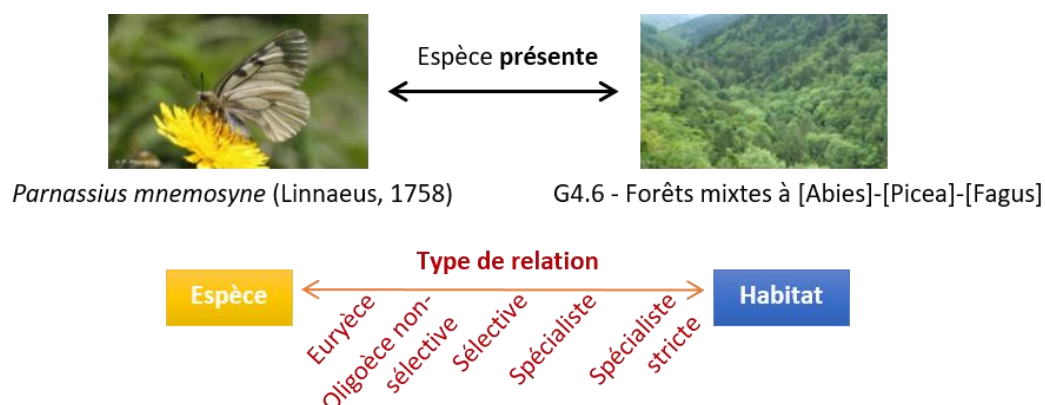 Espèce présente
Parnassius mnemosyne (Linnaeus, 1758)
G4.6 - Forêts mixtes à [Abies]-[Picea]-[Fagus]
Type de relation
Espèce
Habitat
Euryèce
Oligoèce non-
sélective
Sélective
Spécialiste
Spécialiste
stricte